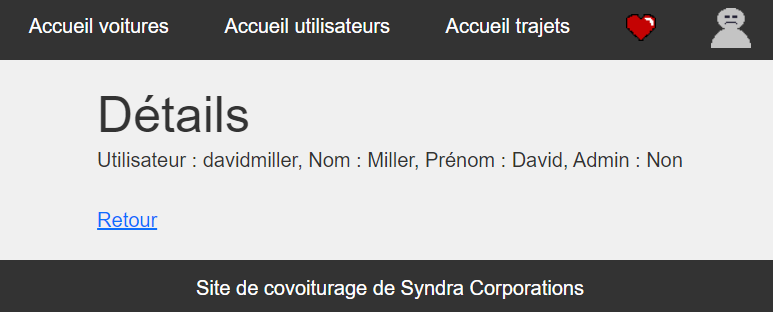 Accueil voitures Accueil utilisateurs Accueil trajets
Détails
Utilisateur : davidmiller, Nom : Miller, Prénom : David, Admin : Non
Retour
Site de covoiturage de Syndra Corporations